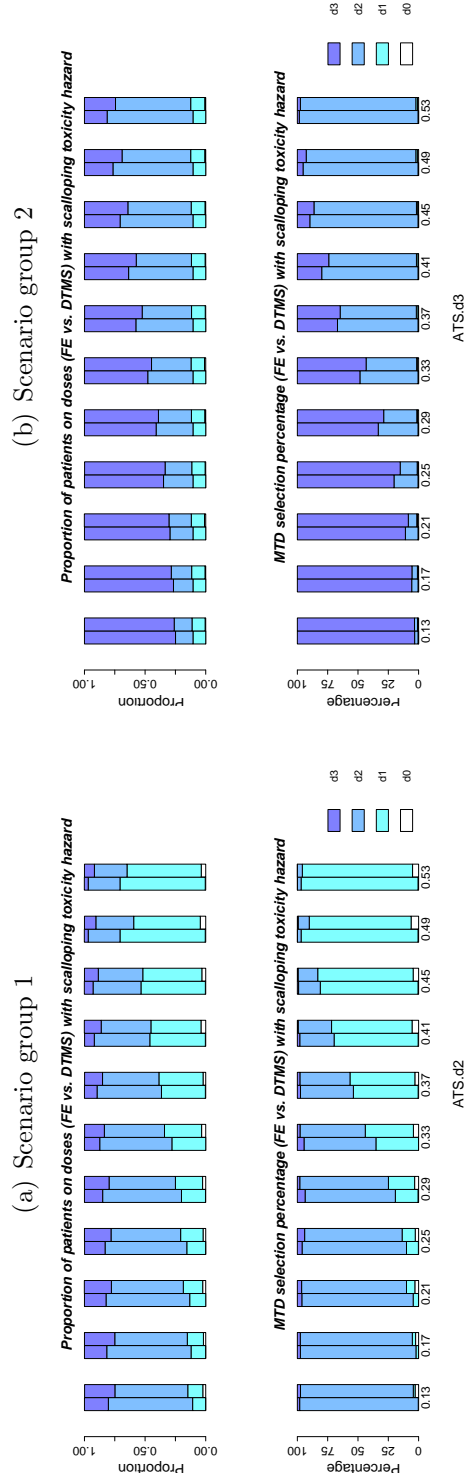 (a) Scenario group 1
Proportion of patients on doses (FE vs. DTMS) with scalloping toxicity hazard
Proportion
1.00
0.50
0.00
MTD selection percentage (FE vs. DTMS) with scalloping toxicity hazard
Percentage
100
75
50
25
0
0.13 0.17 0.21 0.25 0.29 0.33 0.37 0.41 0.45 0.49 0.53
ATS.d2
d3
d2
d1
d0
(b) Scenario group 2
Proportion of patients on doses (FE vs. DTMS) with scalloping toxicity hazard
Proportion
1.00
0.50
0.00
MTD selection percentage (FE vs. DTMS) with scalloping toxicity hazard
Percentage
100
75
50
25
0
0.13 0.17 0.21 0.25 0.29 0.33 0.37 0.41 0.45 0.49 0.53
ATS.d3
d3
d2
d1
d0